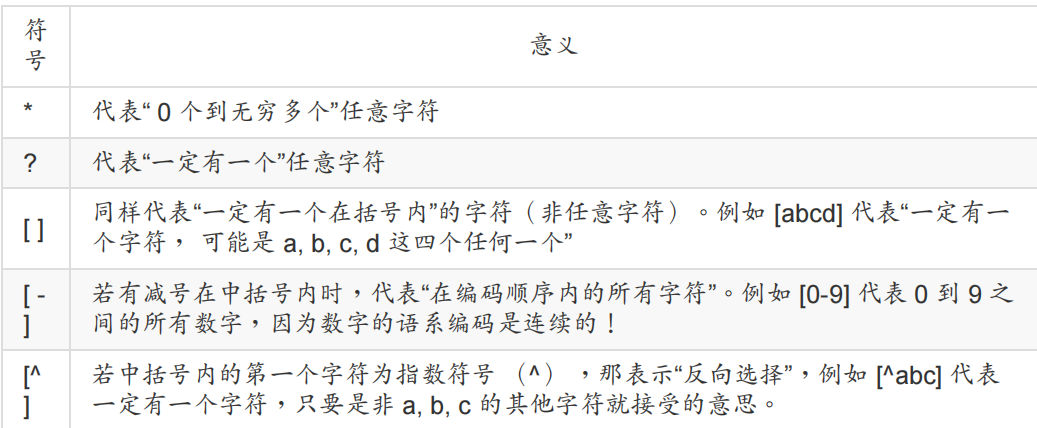 符
号
意义
*
代表“ 0 个到无穷多个”任意字符
?
代表“一定有一个”任意字符
[ ]
同样代表“一定有一个在括号内”的字符（非任意字符）。例如 [abcd] 代表“一定有一
个字符， 可能是 a, b, c, d 这四个任何一个”
[ -
]
若有减号在中括号内时，代表“在编码顺序内的所有字符”。例如 [0-9] 代表 0 到 9 之
间的所有数字，因为数字的语系编码是连续的！
[^
]
若中括号内的第一个字符为指数符号 （^） ，那表示“反向选择”，例如 [^abc] 代表
一定有一个字符，只要是非 a, b, c 的其他字符就接受的意思。